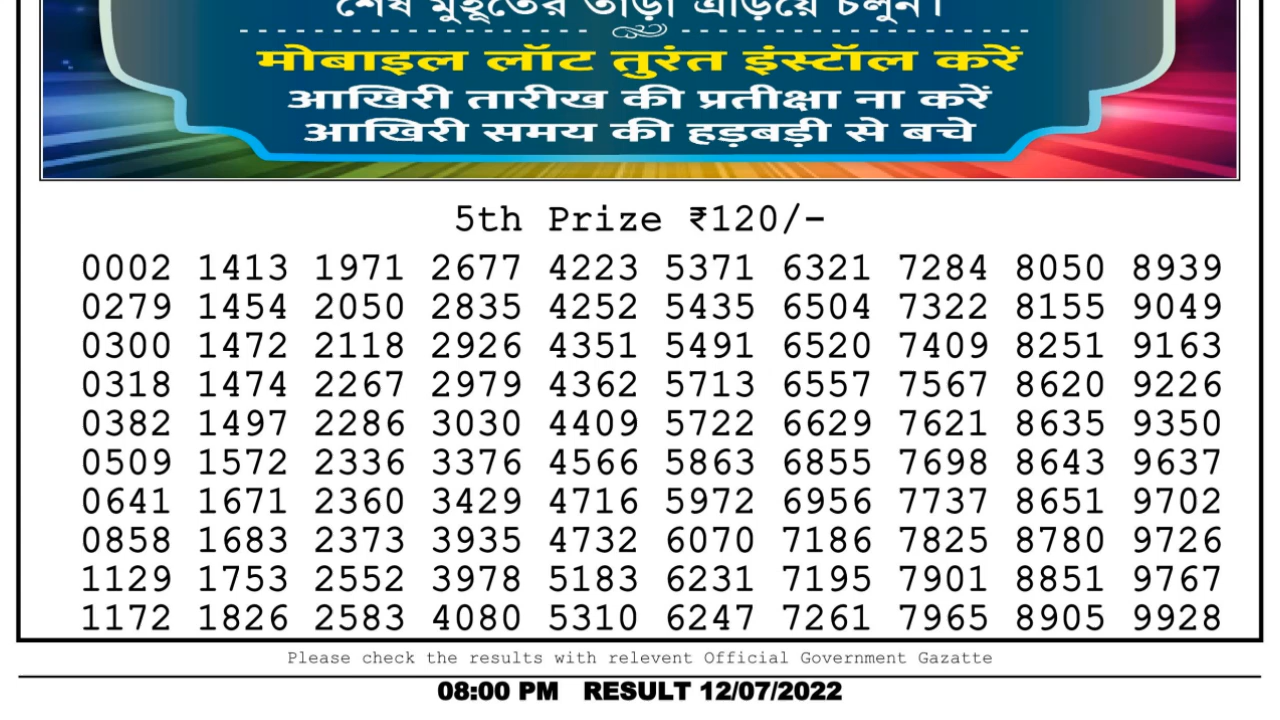 শেষ মুহূর্তের তাড়া এড়িয়ে চলুন।
मोबाइल लॉट तुरंत इंस्टॉल करें
आखिरी तारीख की प्रतीक्षा ना करें
आखिरी समय की हड़बड़ी से बचे
5th Prize ₹120/-
0002 1413 1971 2677 4223 5371 6321 7284 8050 8939
0279 1454 2050 2835 4252 5435 6504 7322 8155 9049
0300 1472 2118 2926 4351 5491 6520 7409 8251 9163
0318 1474 2267 2979 4362 5713 6557 7567 8620 9226
0382 1497 2286 3030 4409 5722 6629 7621 8635 9350
0509 1572 2336 3376 4566 5863 6855 7698 8643 9637
0641 1671 2360 3429 4716 5972 6956 7737 8651 9702
0858 1683 2373 3935 4732 6070 7186 7825 8780 9726
1129 1753 2552 3978 5183 6231 7195 7901 8851 9767
1172 1826 2583 4080 5310 6247 7261 7965 8905 9928
Please check the results with relevent Official Government Gazatte
08:00 PM RESULT 12/07/2022